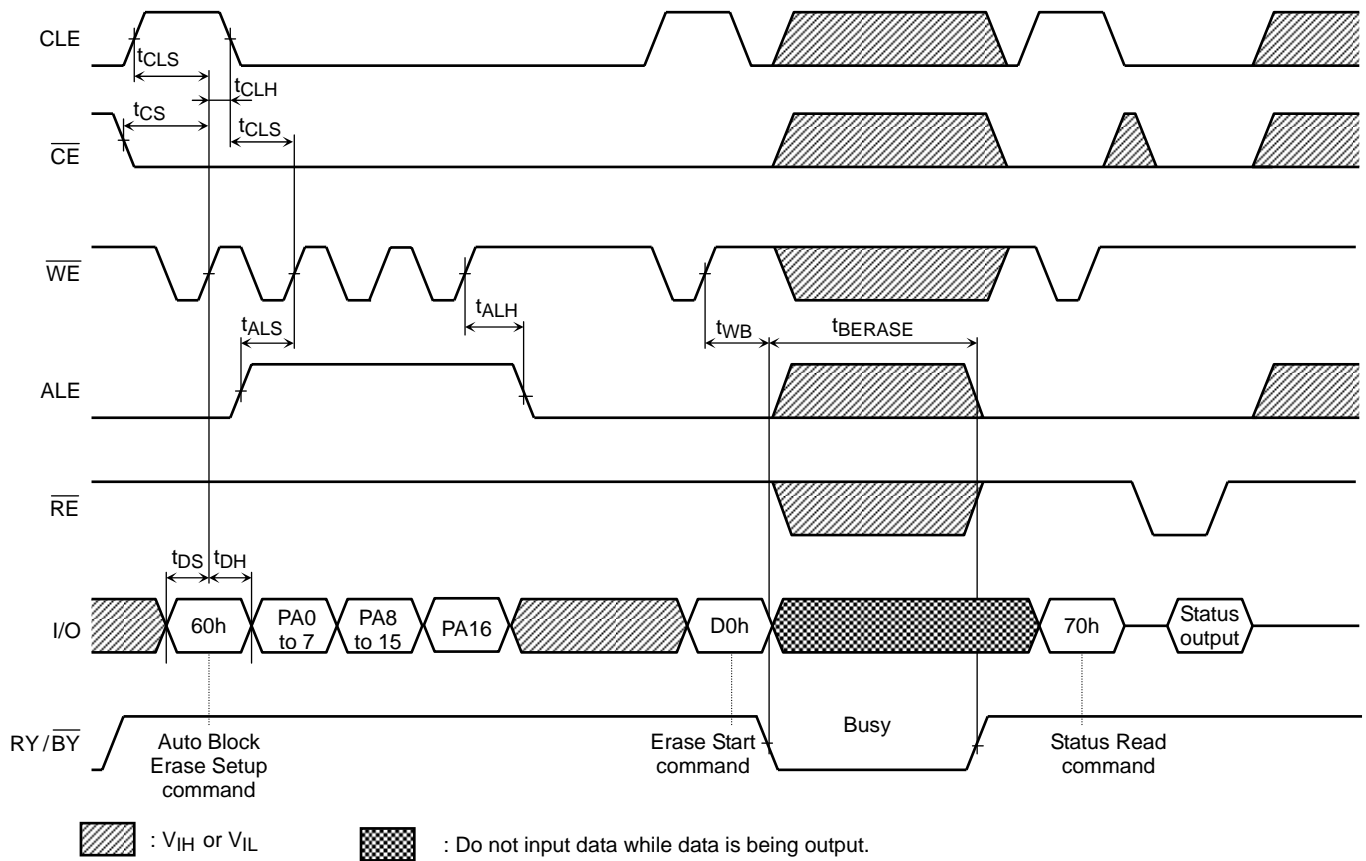 CLE
tCLS
tCLH
tCS
tCLS
CE
WE
tALS
tALH
tWB
tBERASE
ALE
RE
tDS
tDH
I/O
60h
PA0
to 7
PA8
to 15
PA16
D0h
70h
Status
output
RY/BY
Busy
Auto Block
Erase Setup
command
Erase Start
command
Status Read
command
: VIH or VIL
: Do not input data while data is being output.